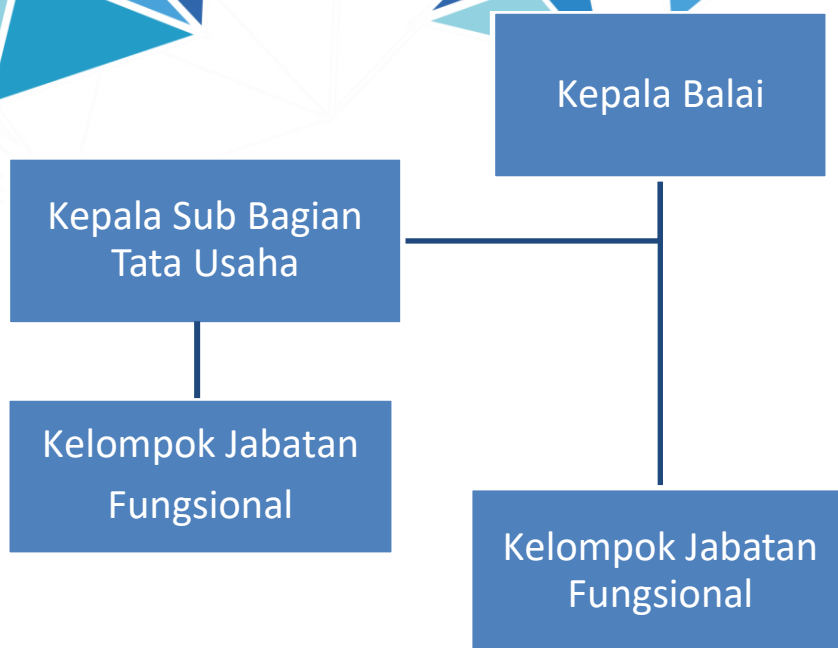 Kepala Balai
Kepala Sub Bagian
Tata Usaha
Kelompok Jabatan
Fungsional
Kelompok Jabatan
Fungsional